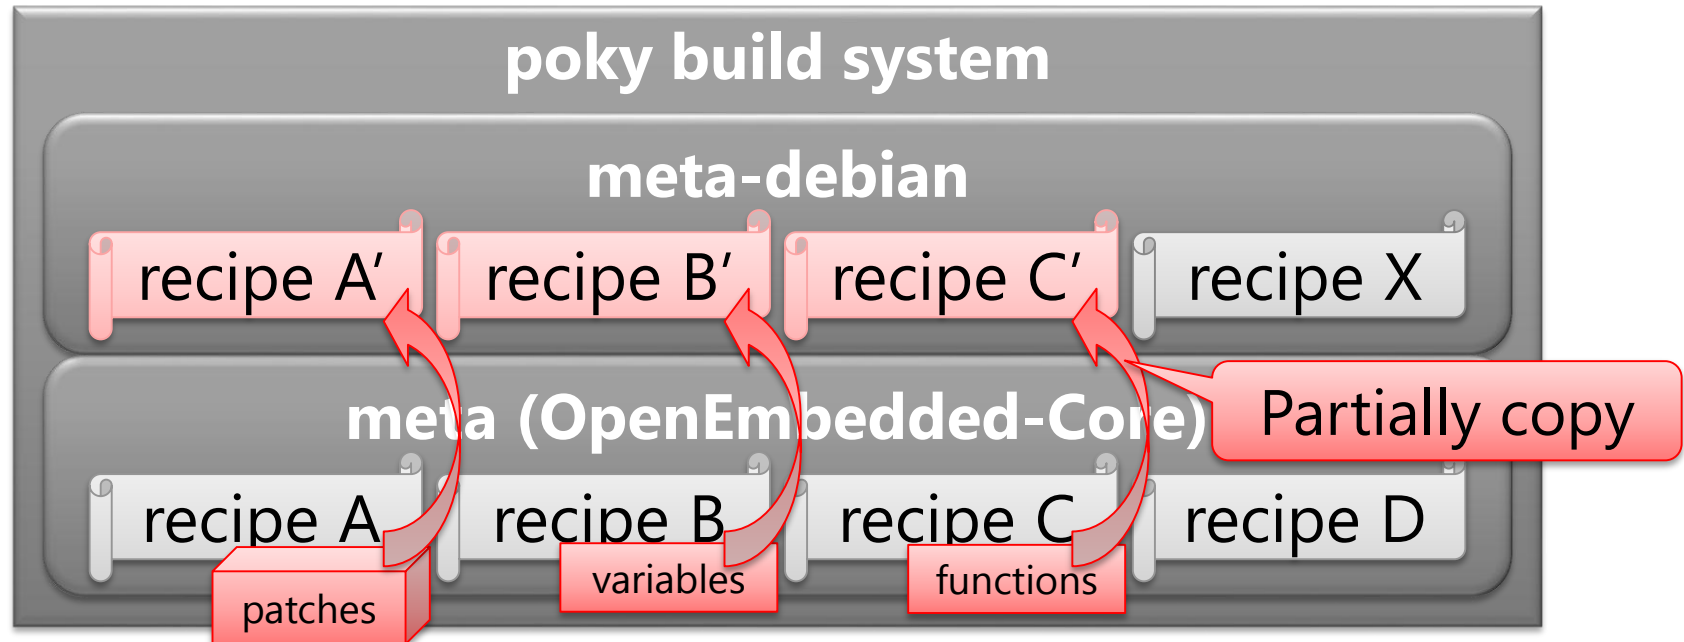 poky build system
meta-debian
recipe A′ recipe B′ recipe C′ recipe X
meta (OpenEmbedded-Core)
Partially copy
recipe A recipe B recipe C recipe D
patches variables functions